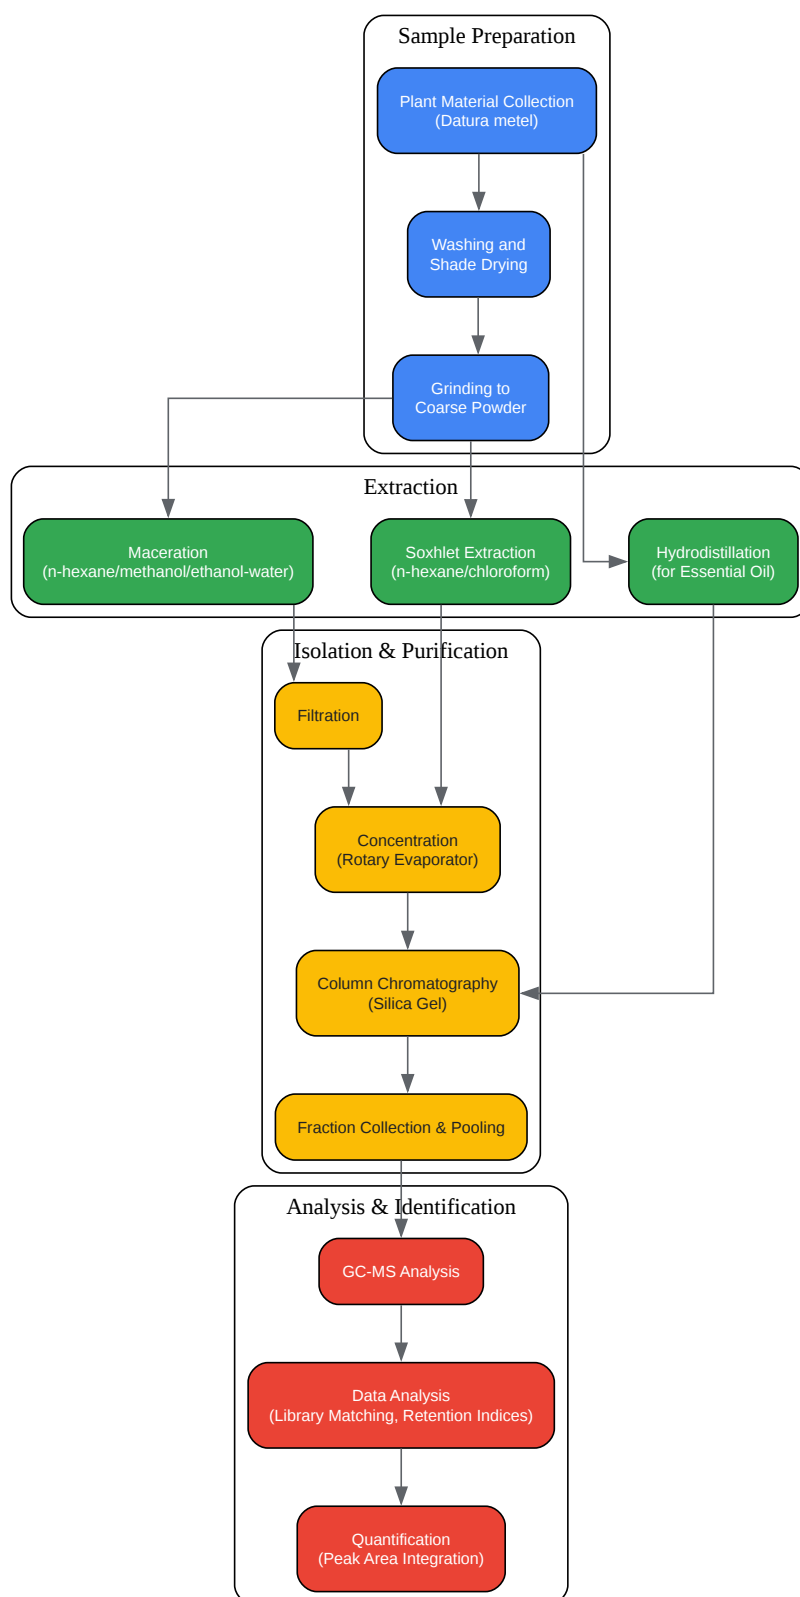 Sample Preparation
Plant Material Collection
(Datura metel)
Washing and
Shade Drying
Grinding to
Coarse Powder
Extraction
Maceration
(n-hexane/methanol/ethanol-water)
Soxhlet Extraction
(n-hexane/chloroform)
Hydrodistillation
(for Essential Oil)
Isolation & Purification
Filtration
Concentration
(Rotary Evaporator)
Column Chromatography
(Silica Gel)
Fraction Collection & Pooling
Analysis & Identification
GC-MS Analysis
Data Analysis
(Library Matching, Retention Indices)
Quantification
(Peak Area Integration)